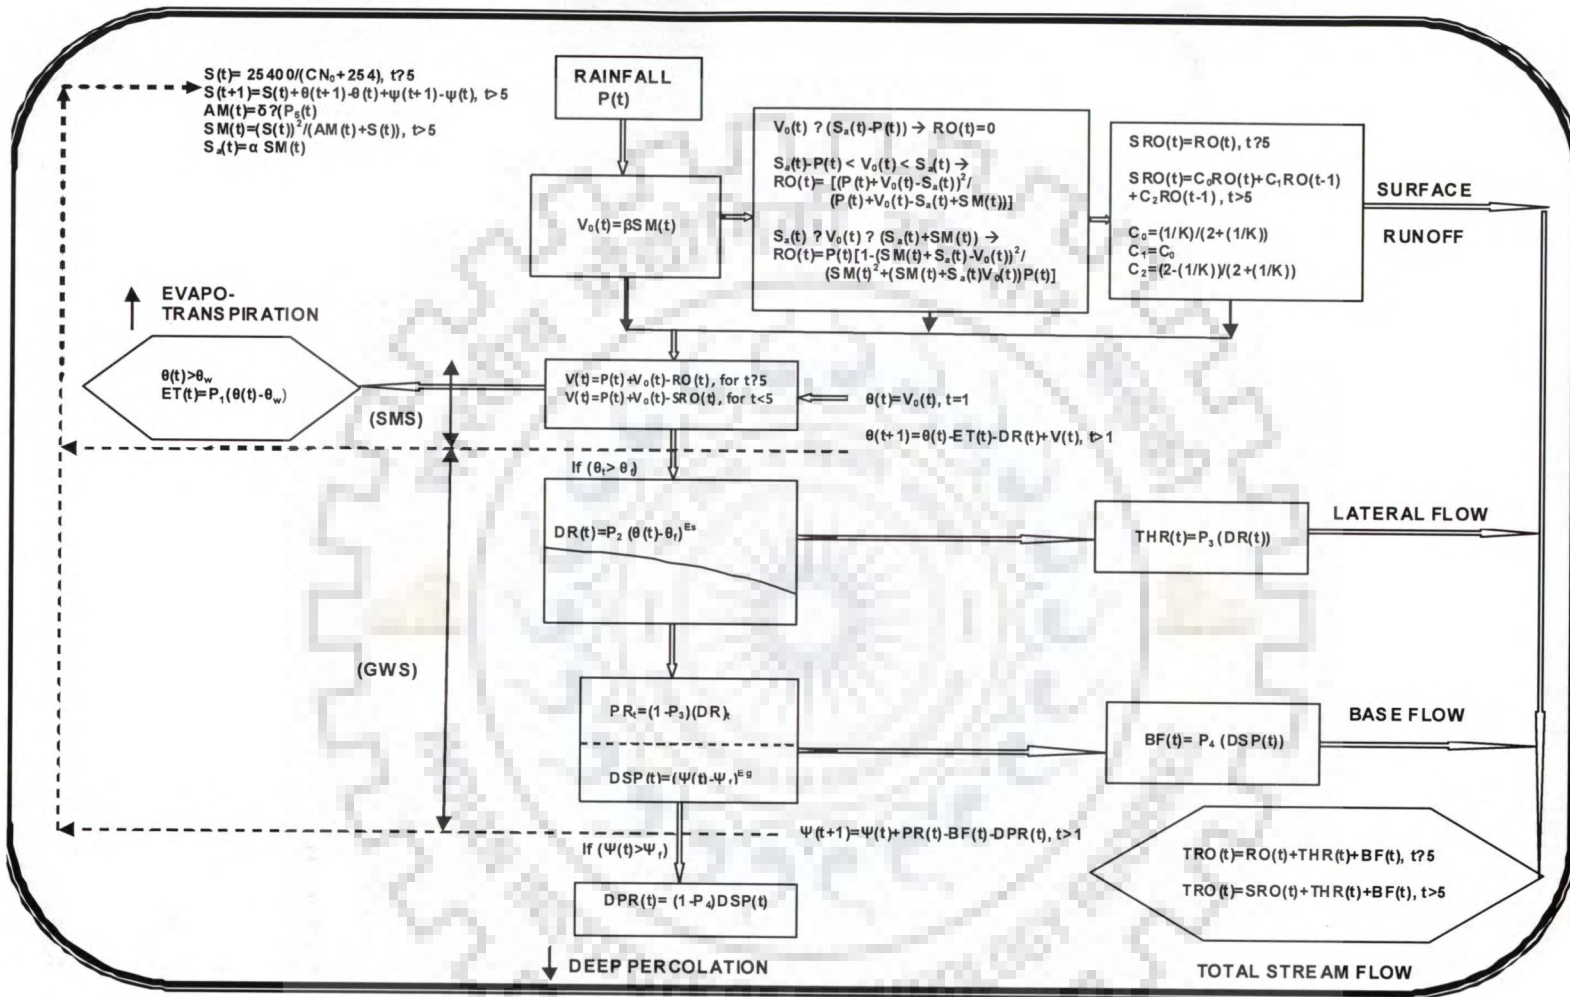 S(t)= 25400/(CN₀+254), t?5
S(t+1)=S(t)+θ(t+1)-θ(t)+ψ(t+1)-ψ(t), t>5
AM(t)=δ?(P₅(t)
SM(t)=(S(t))²/(AM(t)+S(t)), t>5
Sₐ(t)=α SM(t)
RAINFALL
P(t)
V₀(t)=βSM(t)
V₀(t) ? (Sₐ(t)-P(t)) → RO(t)=0
Sₐ(t)-P(t) < V₀(t) < Sₐ(t) →
RO(t)= [(P(t)+V₀(t)-Sₐ(t))²/
(P(t)+V₀(t)-Sₐ(t)+SM(t))]
Sₐ(t) ? V₀(t) ? (Sₐ(t)+SM(t)) →
RO(t)=P(t)[1-(SM(t)+Sₐ(t)-V₀(t))²/
(SM(t)²+(SM(t)+Sₐ(t)V₀(t))P(t)]
SRO(t)=RO(t), t?5
SRO(t)=C₀RO(t)+C₁RO(t-1)
+C₂RO(t-1), t>5
C₀=(1/K)/(2+(1/K))
C₁=C₀
C₂=(2-(1/K))/(2+(1/K))
SURFACE
RUNOFF
EVAPO-
TRANSPIRATION
θ(t)>θw
ET(t)=P₁(θ(t)-θw)
(SMS)
V(t)=P(t)+V₀(t)-RO(t), for t?5
V(t)=P(t)+V₀(t)-SRO(t), for t<5
θ(t)=V₀(t), t=1
θ(t+1)=θ(t)-ET(t)-DR(t)+V(t), t>1
If (θₜ> θf)
DR(t)=P₂ (θ(t)-θf)^Es
THR(t)=P₃ (DR(t))
LATERAL FLOW
(GWS)
PRₜ=(1-P₃)(DR)ₜ
DSP(t)=(Ψ(t)-Ψf)^Eg
BF(t)= P₄ (DSP(t))
BASE FLOW
Ψ(t+1)=Ψ(t)+PR(t)-BF(t)-DPR(t), t>1
If (Ψ(t)>Ψf)
DPR(t)= (1-P₄)DSP(t)
DEEP PERCOLATION
TRO(t)=RO(t)+THR(t)+BF(t), t?5
TRO(t)=SRO(t)+THR(t)+BF(t), t>5
TOTAL STREAM FLOW